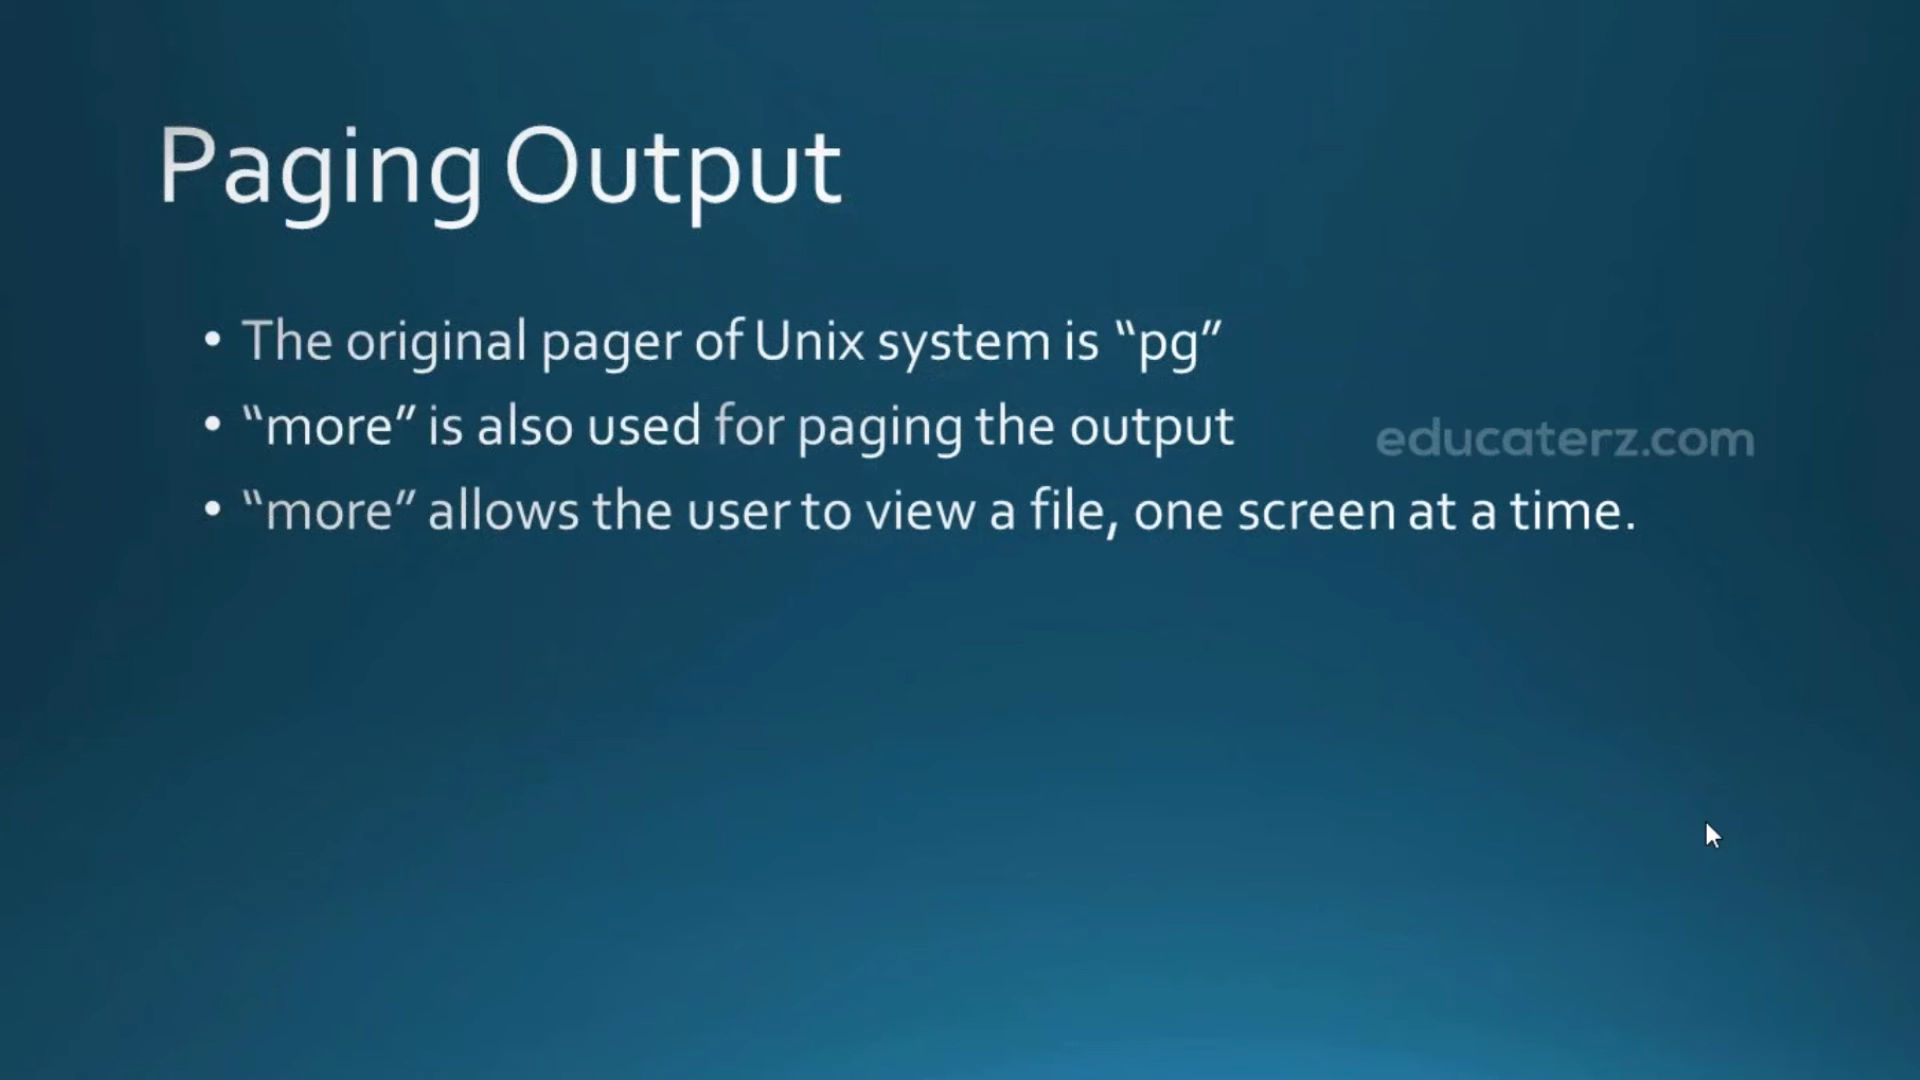 Paging Output
• The original pager of Unix system is “pg”
• “more” is also used for paging the output
educaterz.com
• “more” allows the user to view a file, one screen at a time.